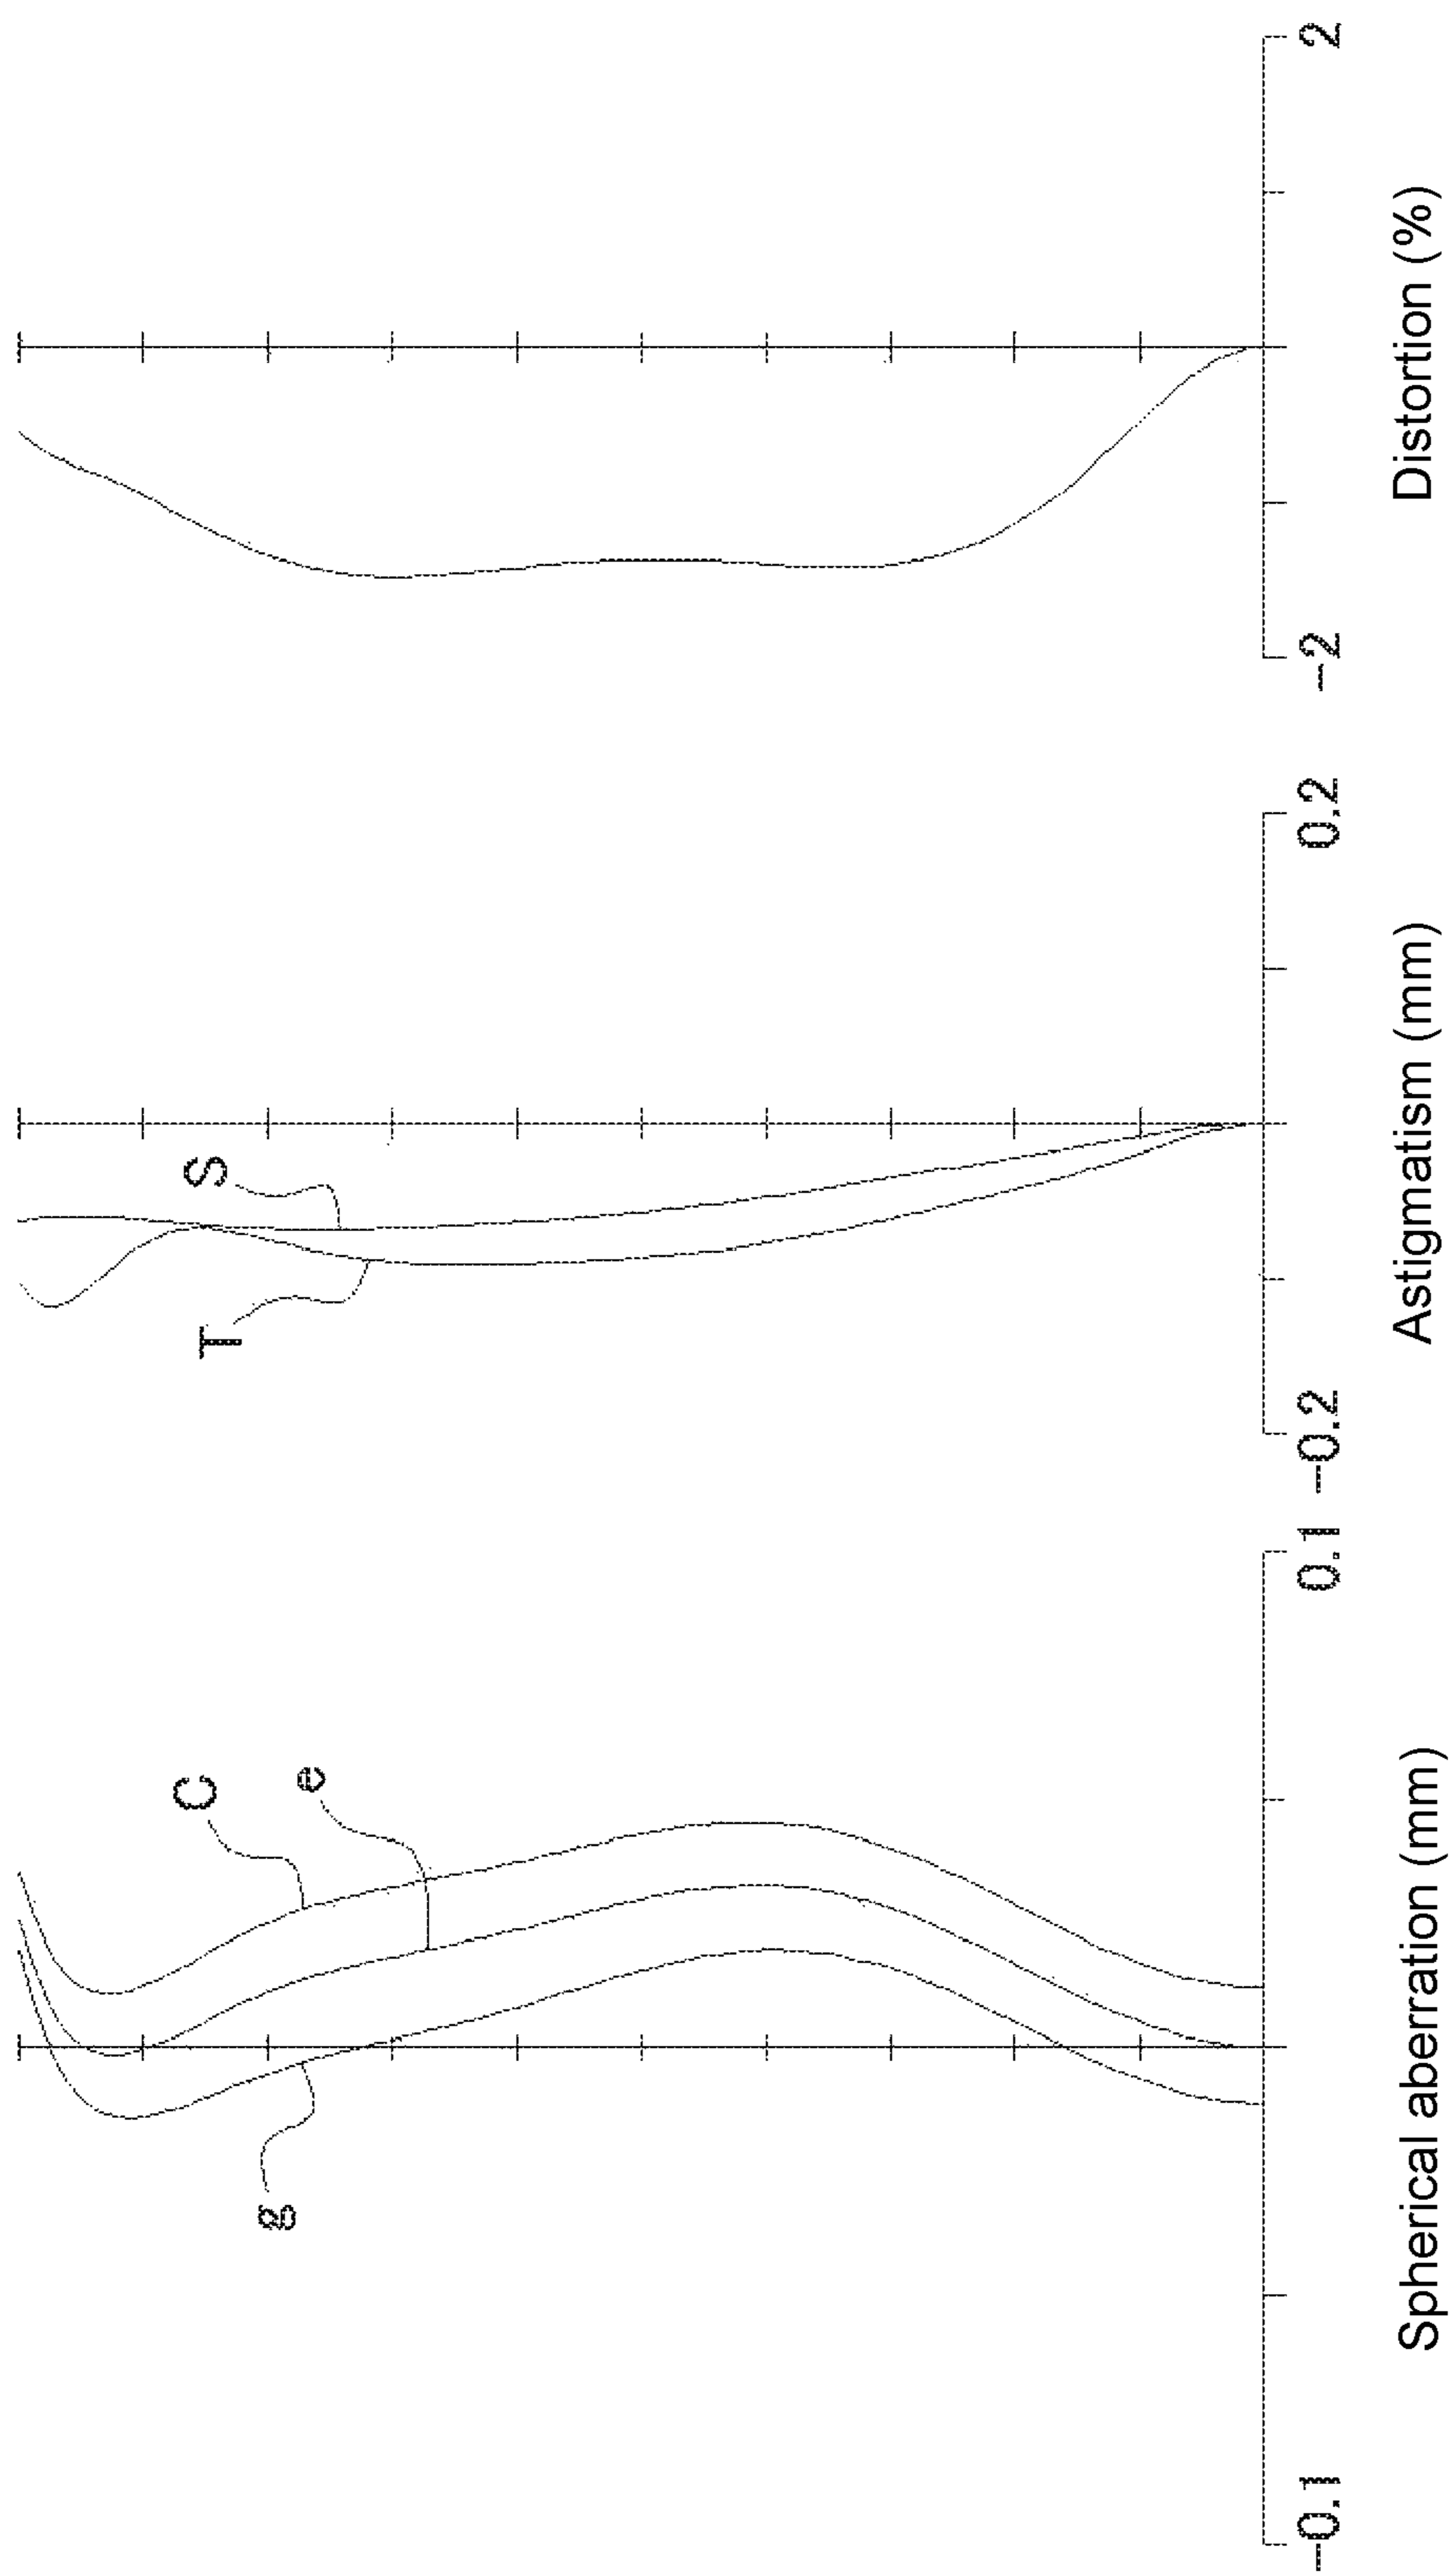 C
e
g
-0.1
0.1
Spherical aberration (mm)
S
T
-0.2
0.2
Astigmatism (mm)
-2
2
Distortion (%)